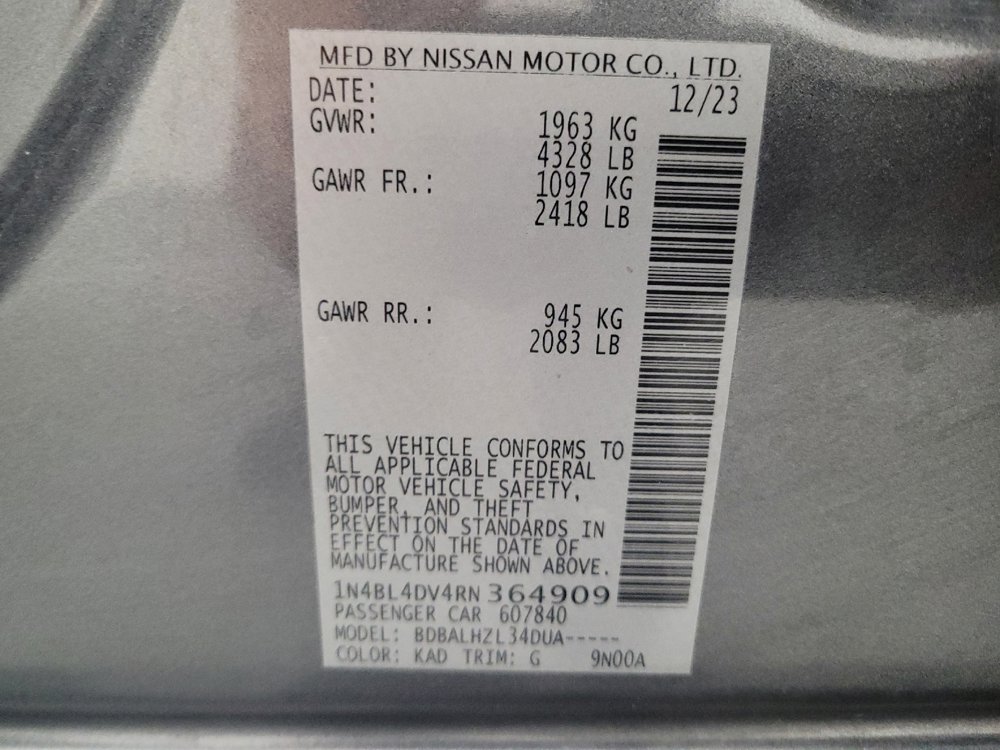 MFD BY NISSAN MOTOR CO., LTD.
DATE: 12/23
GVWR: 1963 KG
4328 LB
GAWR FR.: 1097 KG
2418 LB
GAWR RR.: 945 KG
2083 LB
THIS VEHICLE CONFORMS TO
ALL APPLICABLE FEDERAL
MOTOR VEHICLE SAFETY,
BUMPER, AND THEFT
PREVENTION STANDARDS IN
EFFECT ON THE DATE OF
MANUFACTURE SHOWN ABOVE.
1N4BL4DV4RN 364909
PASSENGER CAR 607840
MODEL: BDBALHZL34DUA-----
COLOR: KAD TRIM: G 9N00A